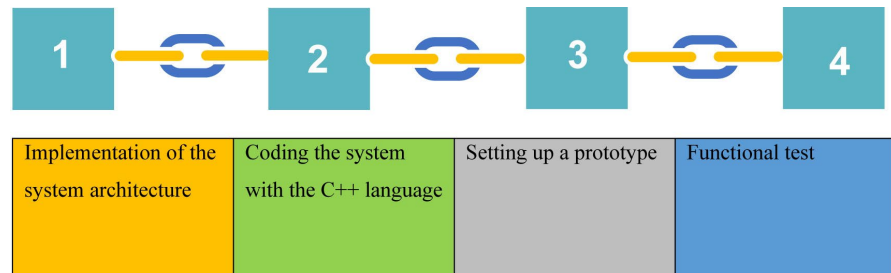 1
2
3
4
Implementation of the
system architecture
Coding the system
with the C++ language
Setting up a prototype
Functional test